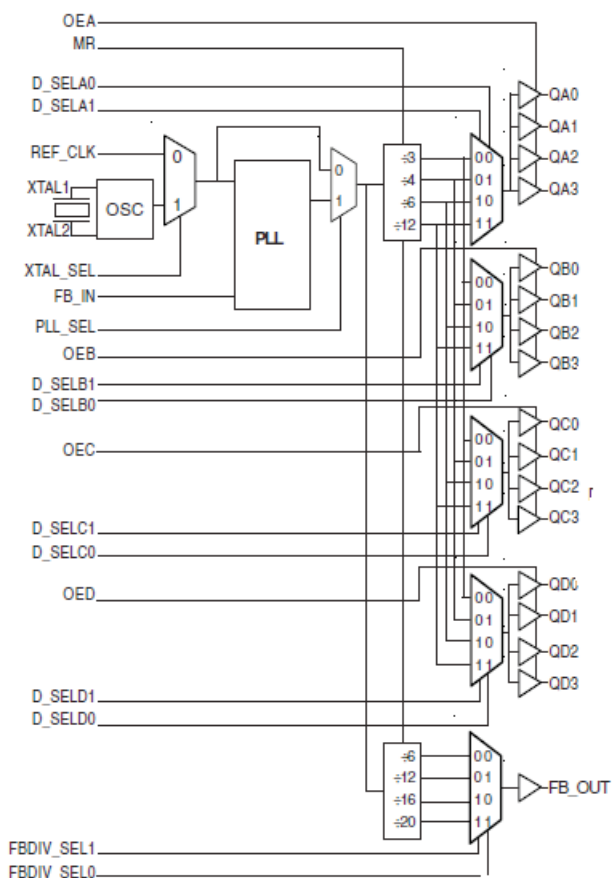 OEA
MR
D_SELA0
D_SELA1
QA0
QA1
QA2
QA3
REF_CLK
0
1
XTAL1
OSC
XTAL2
PLL
0
1
÷3
÷4
÷6
÷12
00
01
10
11
XTAL_SEL
FB_IN
PLL_SEL
OEB
QB0
QB1
QB2
QB3
00
01
10
11
D_SELB1
D_SELB0
OEC
QC0
QC1
QC2
QC3
r
00
01
10
11
D_SELC1
D_SELC0
OED
QD0
QD1
QD2
QD3
00
01
10
11
D_SELD1
D_SELD0
÷6
÷12
÷16
÷20
00
01
10
11
FB_OUT
FBDIV_SEL1
FBDIV_SEL0